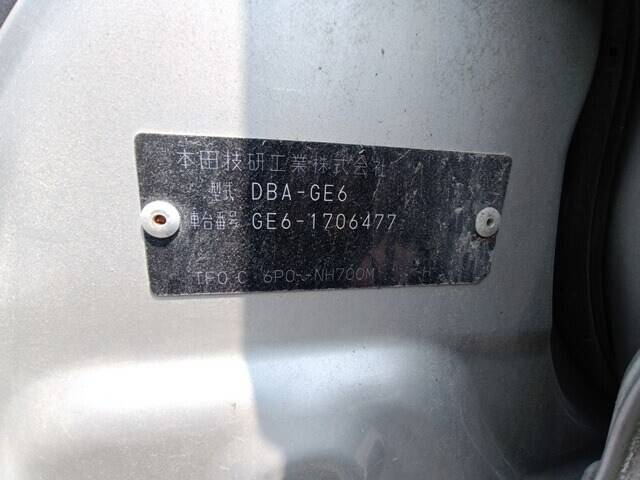 本田技研工業株式会社
型式 DBA-GE6
車台番号 GE6-1706477
TF0 C 6P0--NH700M H